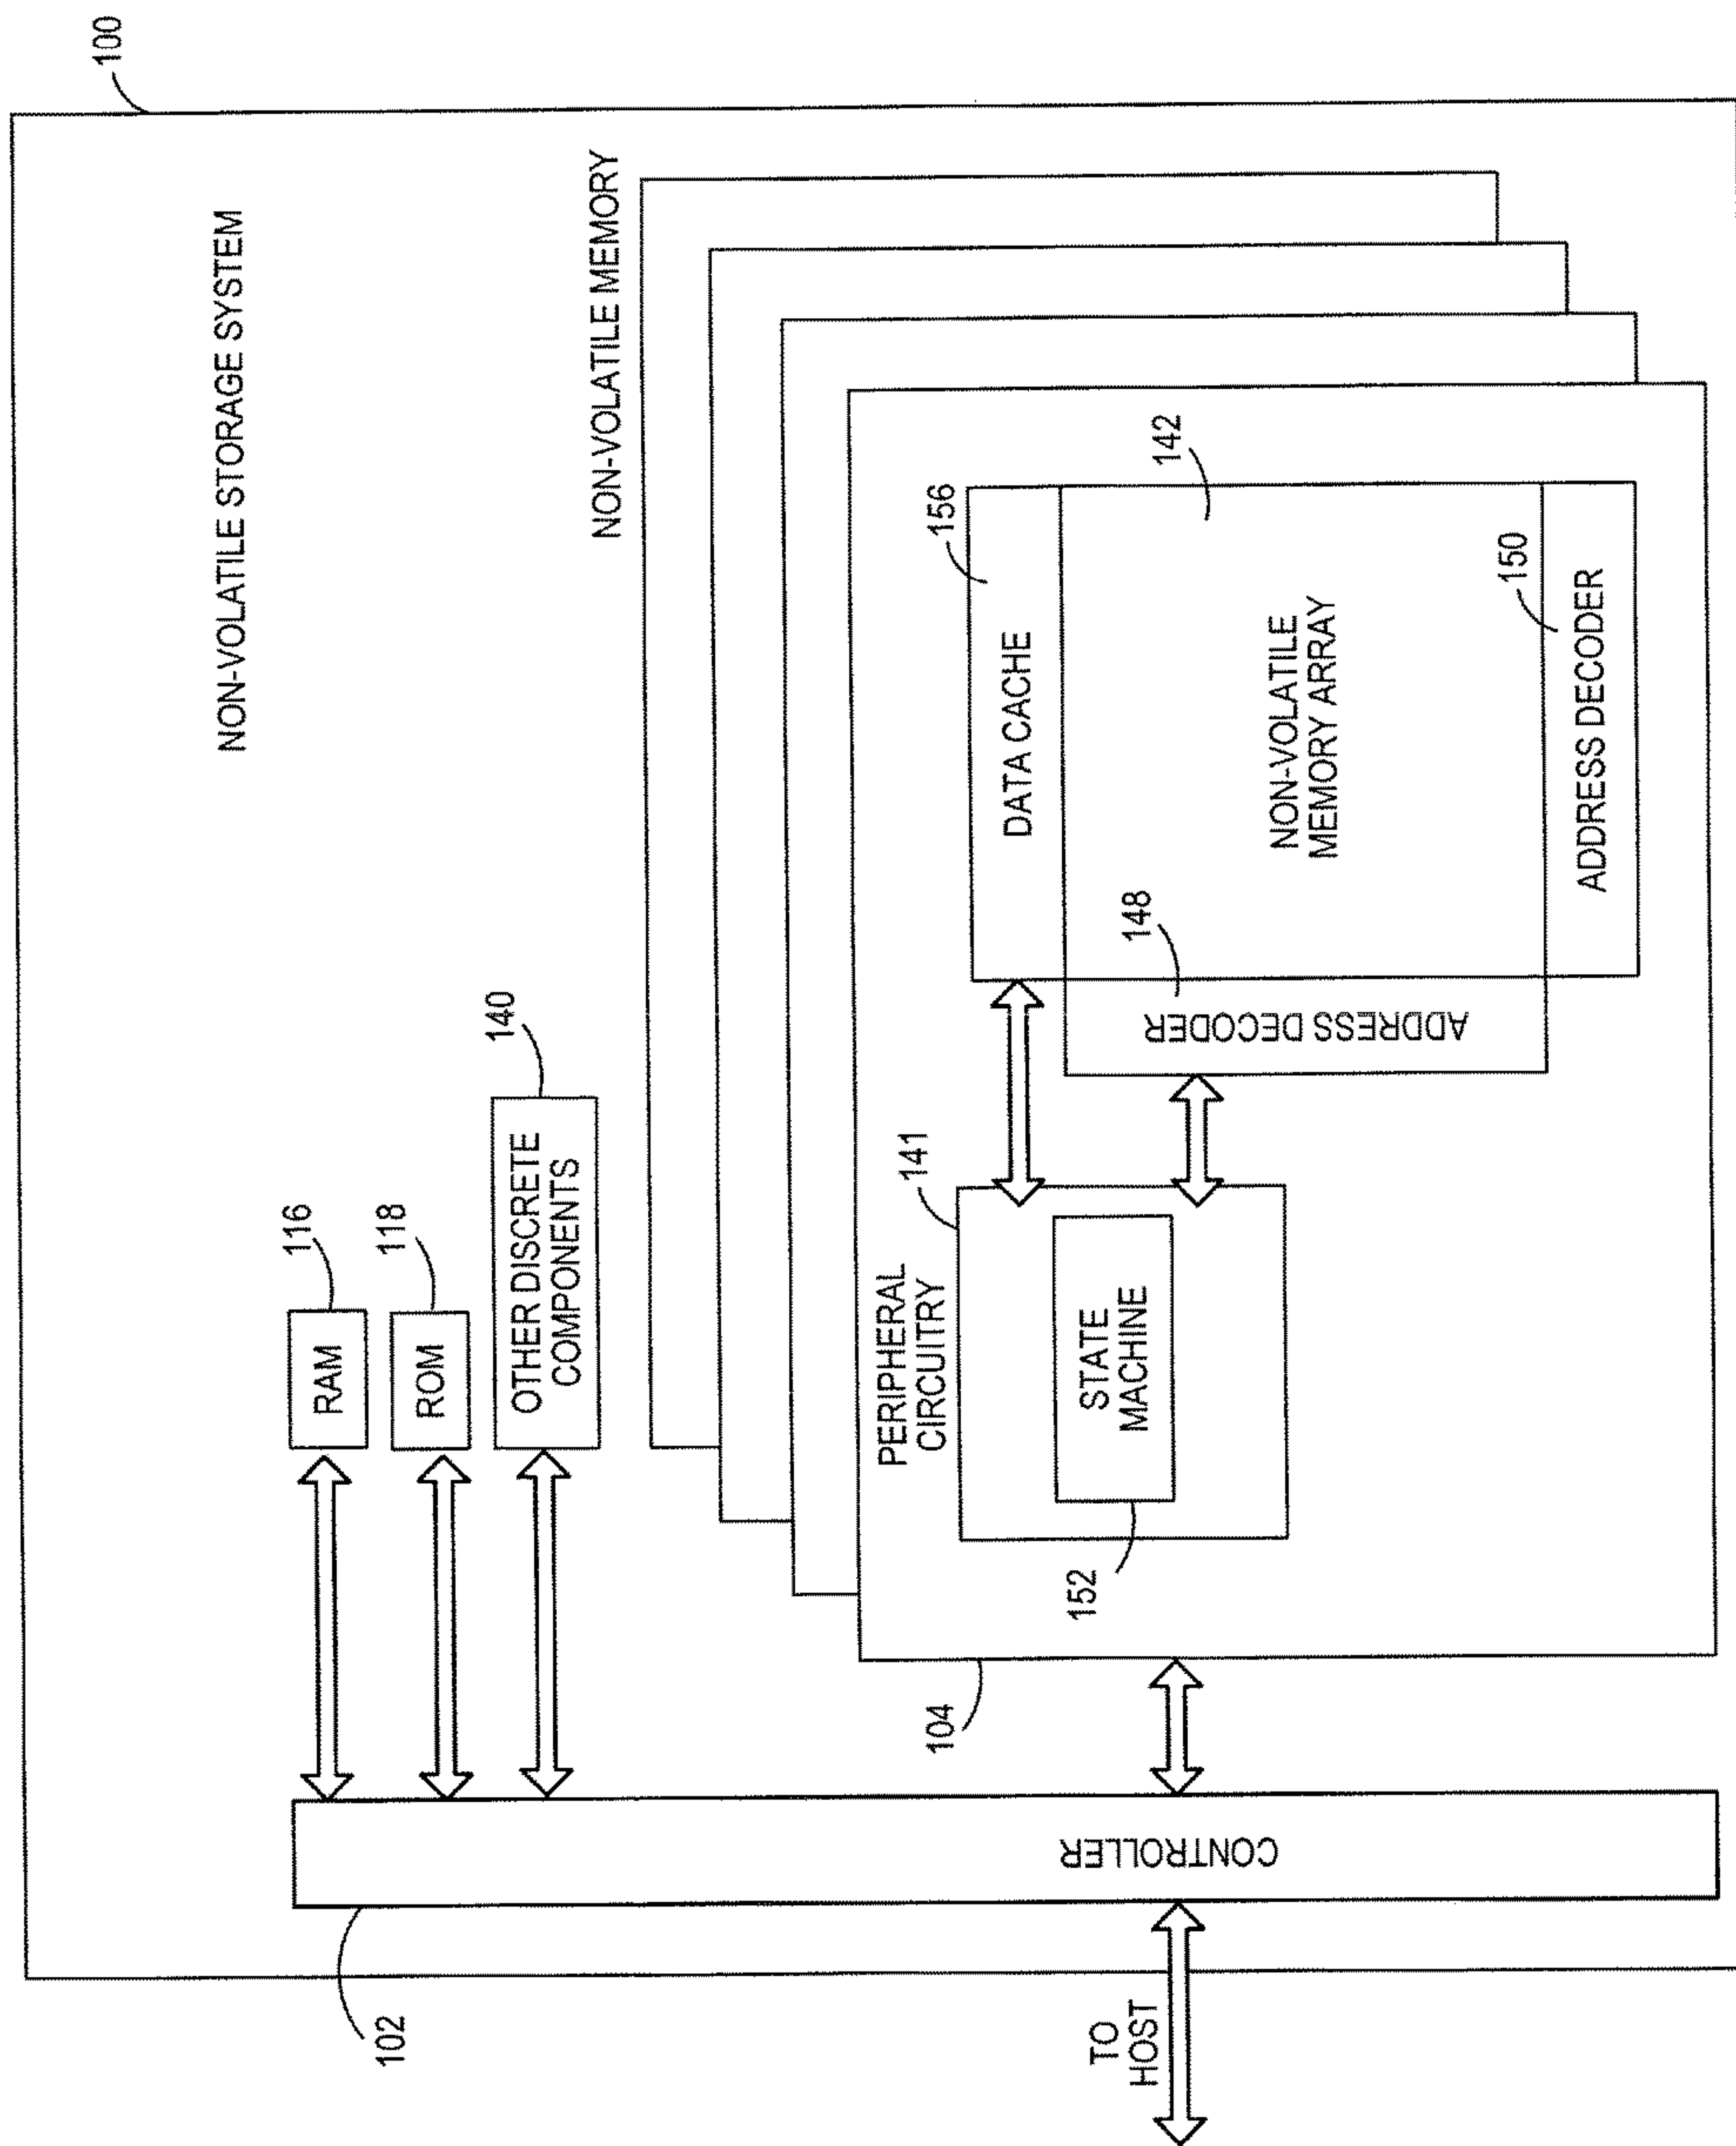 100
NON-VOLATILE STORAGE SYSTEM
116
RAM
118
ROM
140
OTHER DISCRETE
COMPONENTS
NON-VOLATILE MEMORY
102
CONTROLLER
TO
HOST
104
PERIPHERAL
CIRCUITRY
141
STATE
MACHINE
152
DATA CACHE
156
ADDRESS DECODER
148
NON-VOLATILE
MEMORY ARRAY
142
ADDRESS DECODER
150